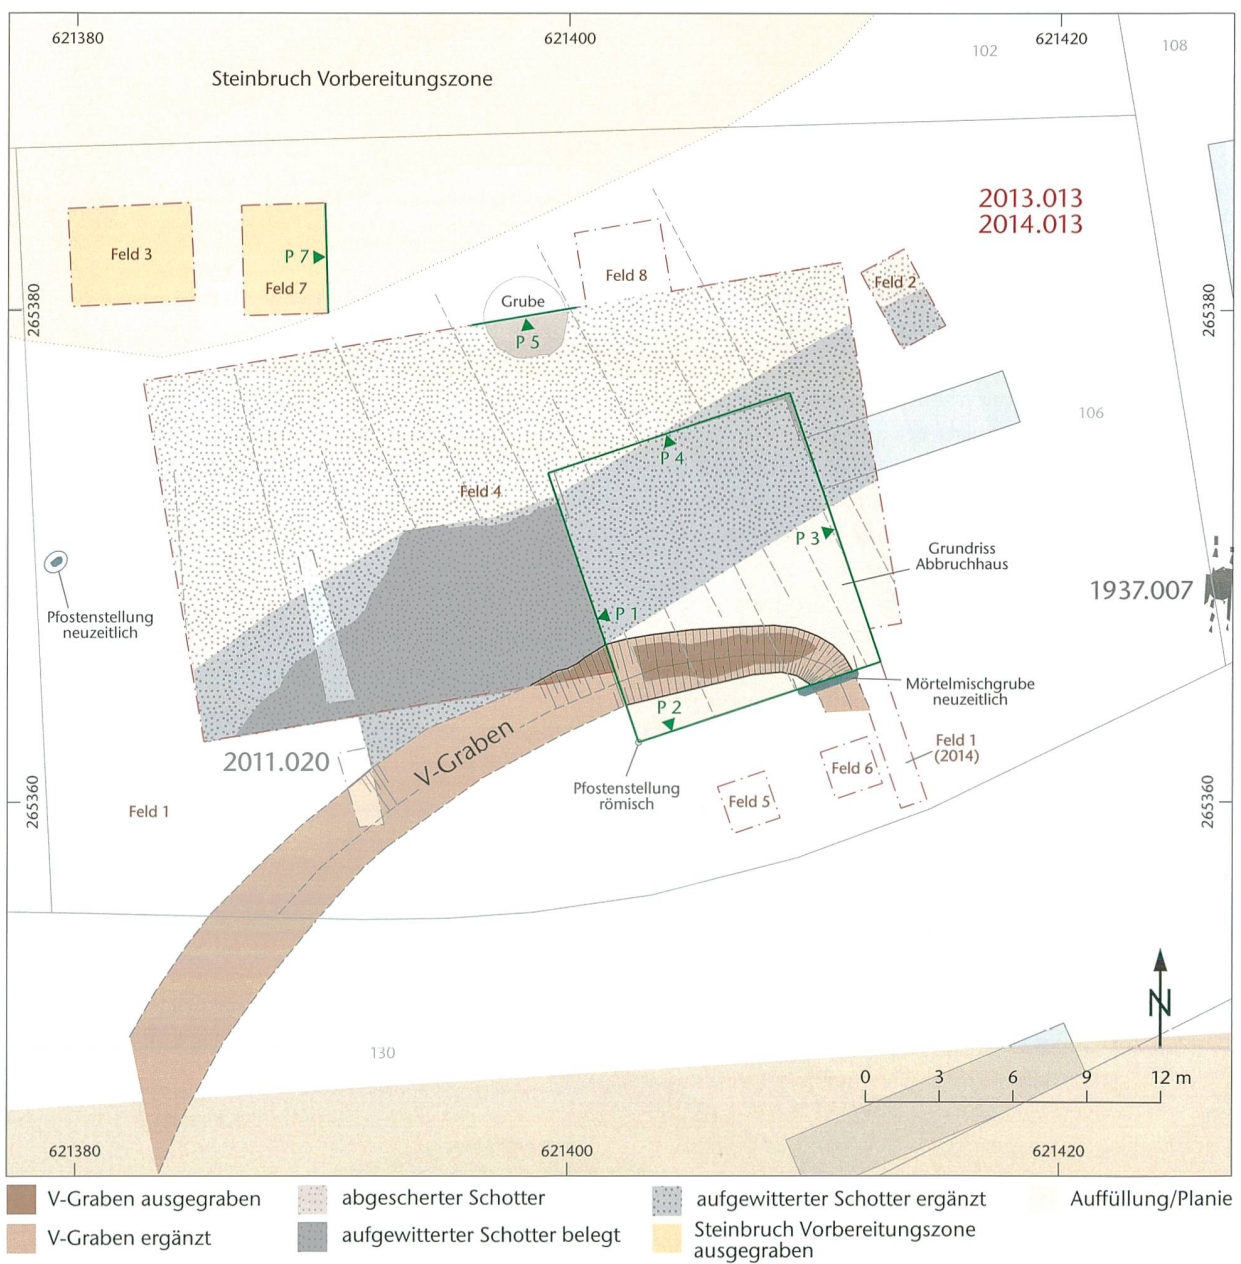 621380
621400
621420
102
108
Steinbruch Vorbereitungszone
2013.013
2014.013
Feld 3
P 7
Feld 7
Feld 8
Feld 2
Grube
P 5
265380
265380
106
P 4
Feld 4
P 3
Grundriss
Abbruchhaus
1937.007
Pfostenstellung
neuzeitlich
P 1
Mörtelmischgrube
neuzeitlich
P 2
2011.020
V-Graben
Feld 1
(2014)
Feld 6
Pfostenstellung
römisch
Feld 5
Feld 1
265360
265360
N
130
0 3 6 9 12 m
621380
621400
621420
V-Graben ausgegraben
V-Graben ergänzt
abgescherter Schotter
aufgewitterter Schotter belegt
aufgewitterter Schotter ergänzt
Steinbruch Vorbereitungszone
ausgegraben
Auffüllung/Planie